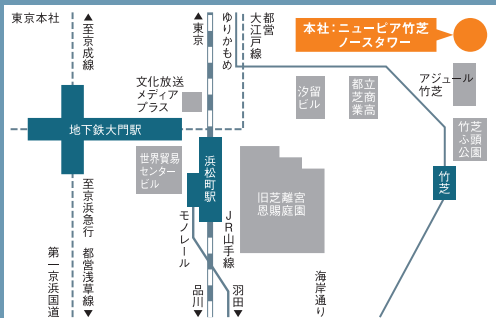 東京本社
▲至京成線
▲東京
ゆりかもめ
都営
大江戸線
本社：ニューピア竹芝
ノースタワー
文化放送
メディア
プラス
汐留
ビル
都立
芝商業高
アジュール
竹芝
地下鉄大門駅
竹芝
ふ頭
公園
世界貿易
センター
ビル
浜松町駅
旧芝離宮
恩賜庭園
竹芝
至京浜急行
都営浅草線▼
第一京浜国道
モノレール
JR山手線
品川▼
羽田▼
海岸通り